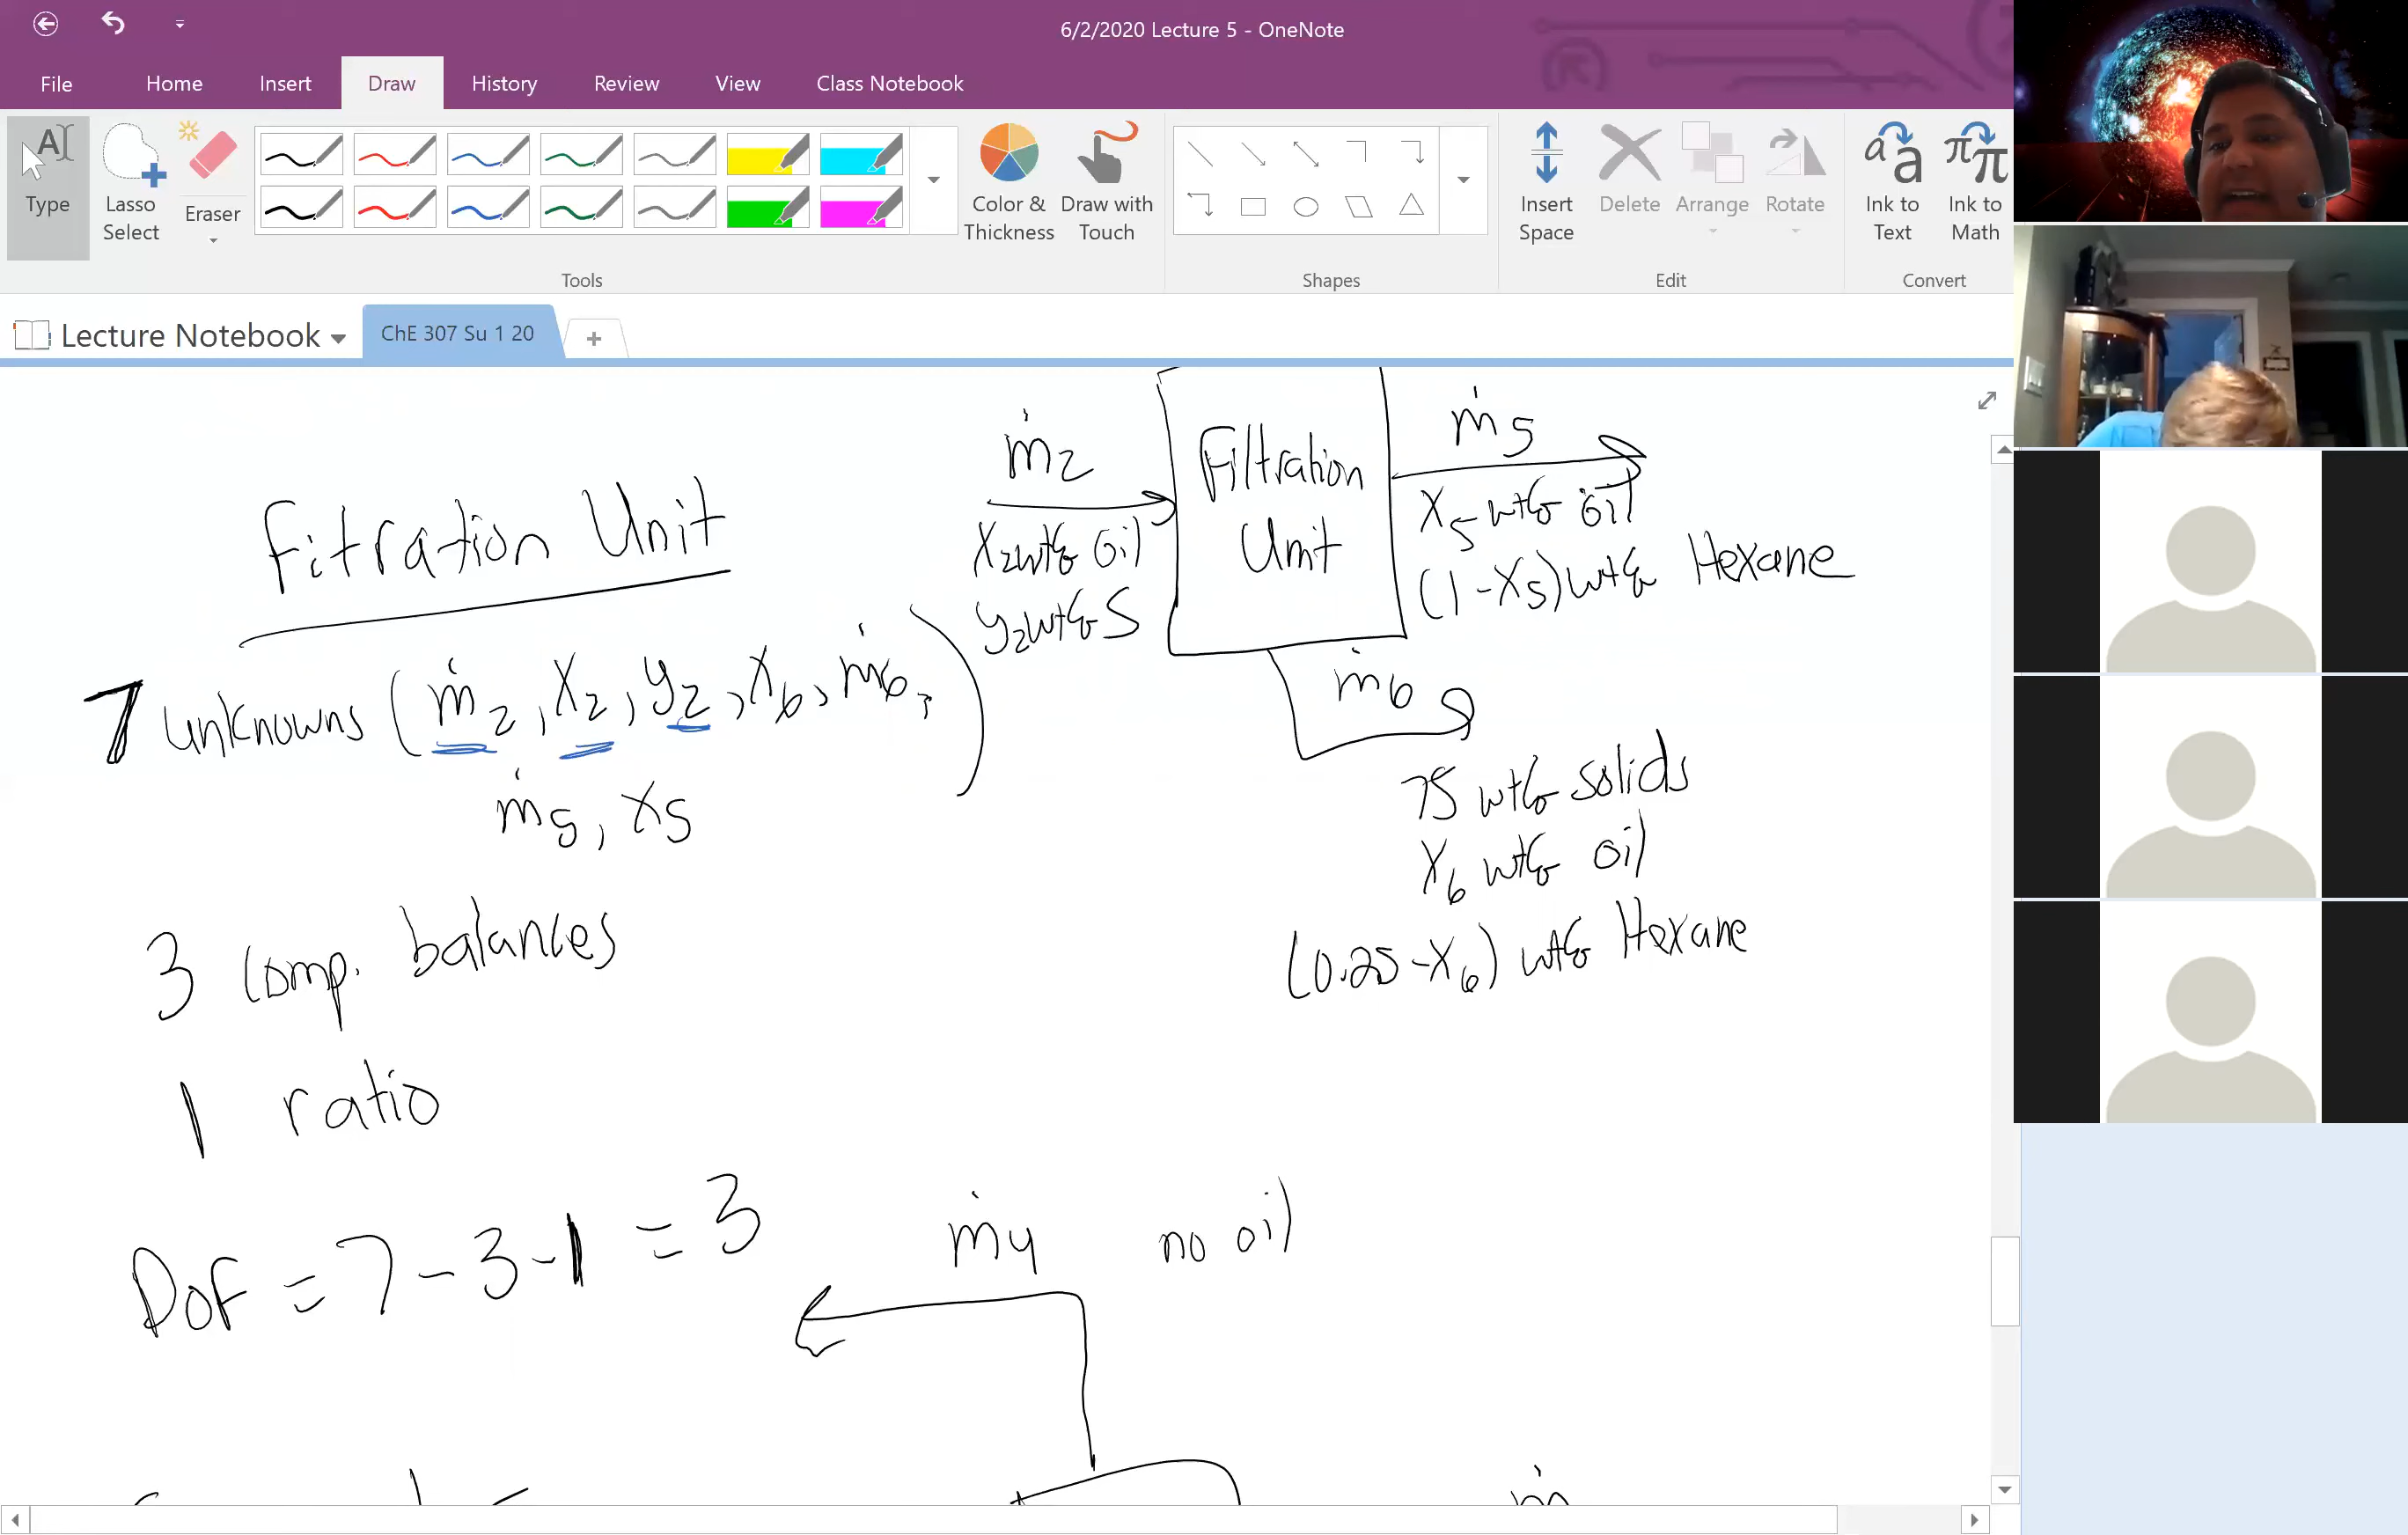 6/2/2020 Lecture 5 - OneNote
File Home Insert Draw History Review View Class Notebook
Type
Lasso Select
Eraser
Color & Thickness
Draw with Touch
Insert Space
Delete
Arrange
Rotate
Ink to Text
Ink to Math
Tools Shapes Edit Convert
Lecture Notebook ChE 307 Su 1 20 +
Fitration Unit
7 unknowns (ṁ2, x2, y2, x6, ṁ6,
ṁ5, x5)
3 comp. balances
1 ratio
DoF = 7 - 3 - 1 = 3
ṁ2
x2 wt% oil
y2 wt% S
Filtration
Unit
ṁ5
x5 wt% oil
(1-x5) wt% Hexane
ṁ6
75 wt% solids
x6 wt% oil
(0.25-x6) wt% Hexane
ṁ4 no oil
ṁ